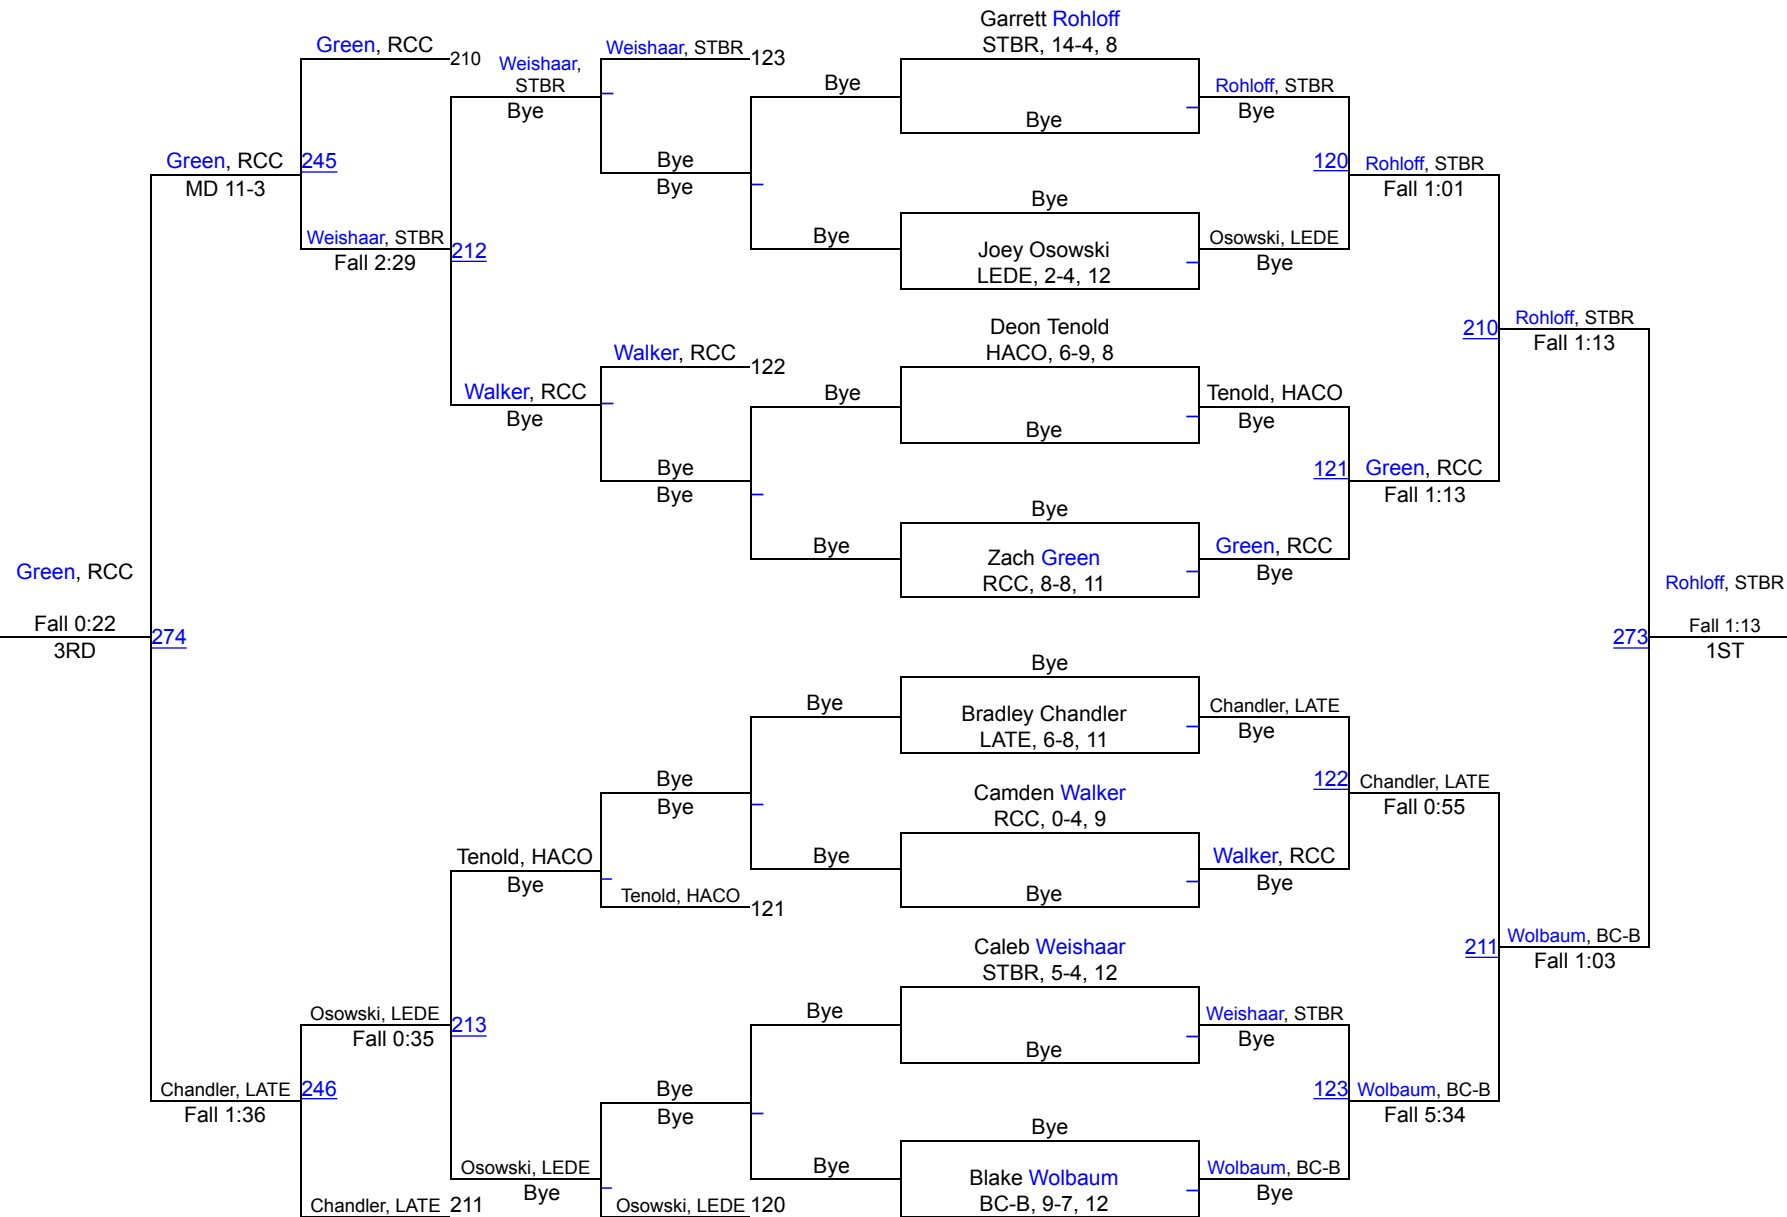 Garrett Rohloff
STBR, 14-4, 8
Green, RCC
210
Weishaar,
STBR
Bye
Weishaar, STBR
123
Bye
Bye
Rohloff, STBR
Bye
Green, RCC
MD 11-3
245
Bye
Bye
120
Rohloff, STBR
Fall 1:01
Weishaar, STBR
Fall 2:29
212
Bye
Bye
Joey Osowski
LEDE, 2-4, 12
Osowski, LEDE
Bye
Deon Tenold
HACO, 6-9, 8
210
Rohloff, STBR
Fall 1:13
Walker, RCC
122
Walker, RCC
Bye
Bye
Bye
Tenold, HACO
Bye
Bye
Bye
121
Green, RCC
Fall 1:13
Bye
Bye
Zach Green
RCC, 8-8, 11
Green, RCC
Bye
Green, RCC
Fall 0:22
3RD
274
Rohloff, STBR
273
Fall 1:13
1ST
Bye
Bye
Bradley Chandler
LATE, 6-8, 11
Chandler, LATE
Bye
Bye
Bye
122
Chandler, LATE
Fall 0:55
Camden Walker
RCC, 0-4, 9
Tenold, HACO
Bye
Bye
Bye
Walker, RCC
Bye
Tenold, HACO
121
Caleb Weishaar
STBR, 5-4, 12
211
Wolbaum, BC-B
Fall 1:03
Osowski, LEDE
Fall 0:35
213
Bye
Bye
Weishaar, STBR
Bye
Chandler, LATE
Fall 1:36
246
Bye
Bye
123
Wolbaum, BC-B
Fall 5:34
Bye
Osowski, LEDE
Bye
Bye
Blake Wolbaum
BC-B, 9-7, 12
Wolbaum, BC-B
Bye
Chandler, LATE
211
Osowski, LEDE
120